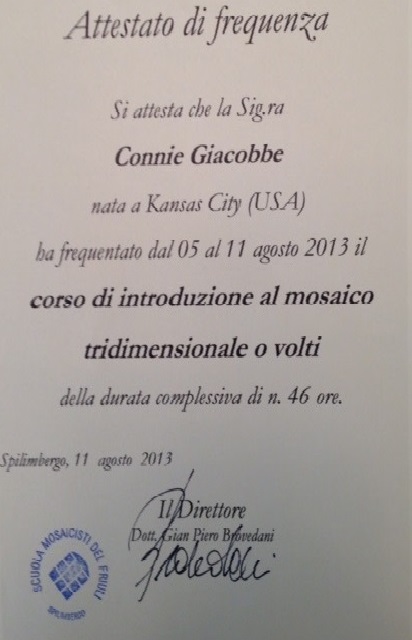 Attestato di frequenza
Si attesta che la Sig.ra
Connie Giacobbe
nata a Kansas City (USA)
ha frequentato dal 05 al 11 agosto 2013 il
corso di introduzione al mosaico
tridimensionale o volti
della durata complessiva di n. 46 ore.
Spilimbergo, 11 agosto 2013
Il Direttore
Dott. Gian Piero Brovedani
SCUOLA MOSAICISTI DEL FRIULI
SPILIMBERGO